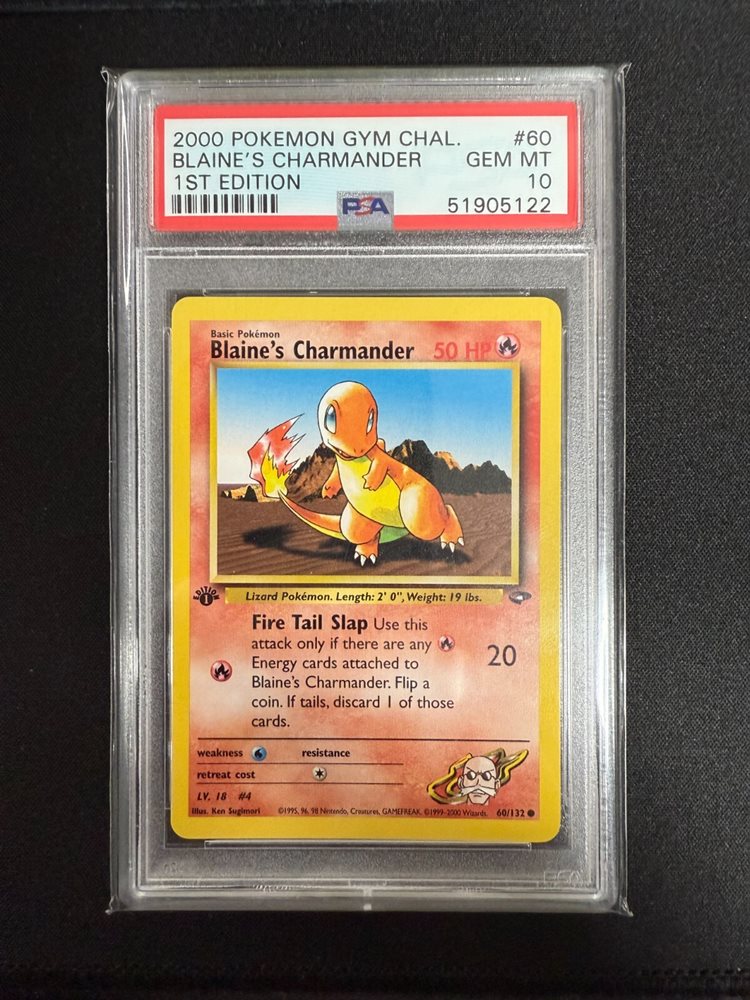 2000 POKEMON GYM CHAL. #60
BLAINE'S CHARMANDER GEM MT
1ST EDITION 10
PSA 51905122
Basic Pokémon
Blaine's Charmander 50 HP
EDITION 1
Lizard Pokémon. Length: 2' 0", Weight: 19 lbs.
Fire Tail Slap Use this
attack only if there are any
Energy cards attached to
Blaine's Charmander. Flip a
coin. If tails, discard 1 of those
cards.
20
weakness resistance
retreat cost
LV. 18 #4
Illus. Ken Sugimori ©1995, 96, 98 Nintendo, Creatures, GAMEFREAK. ©1999-2000 Wizards. 60/132
PSA